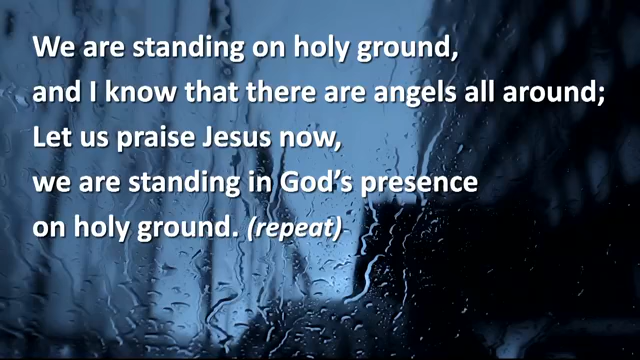 We are standing on holy ground,
and I know that there are angels all around;
Let us praise Jesus now,
we are standing in God’s presence
on holy ground. (repeat)